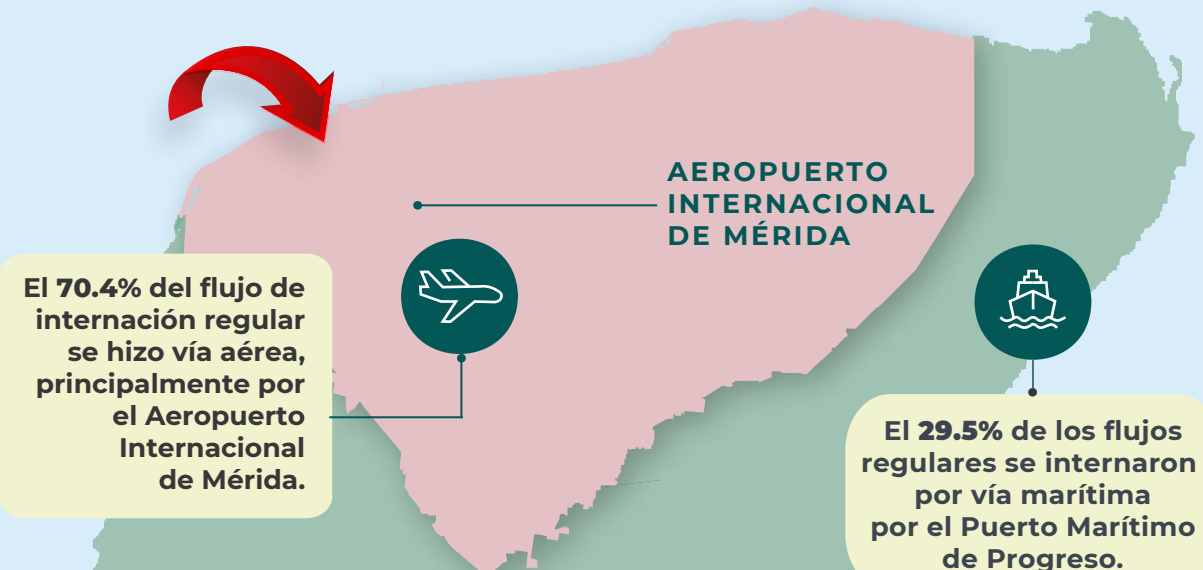 AEROPUERTO
INTERNACIONAL
DE MÉRIDA
El 70.4% del flujo de
internación regular
se hizo vía aérea,
principalmente por
el Aeropuerto
Internacional
de Mérida.
El 29.5% de los flujos
regulares se internaron
por vía marítima
por el Puerto Marítimo
de Progreso.